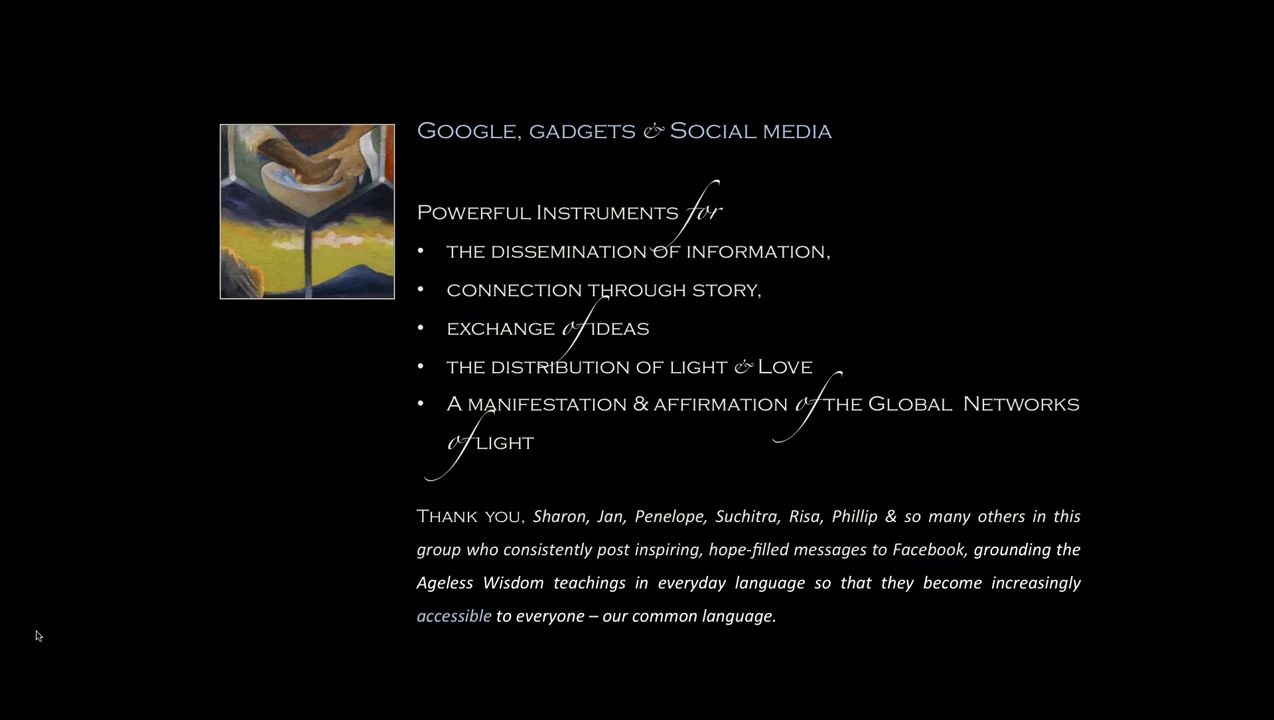 Google, gadgets & Social media
Powerful Instruments for
• the dissemination of information,
• connection through story,
• exchange of ideas
• the distribution of light & Love
• A manifestation & affirmation of the Global Networks
of light
Thank you, Sharon, Jan, Penelope, Suchitra, Risa, Phillip & so many others in this
group who consistently post inspiring, hope-filled messages to Facebook, grounding the
Ageless Wisdom teachings in everyday language so that they become increasingly
accessible to everyone – our common language.